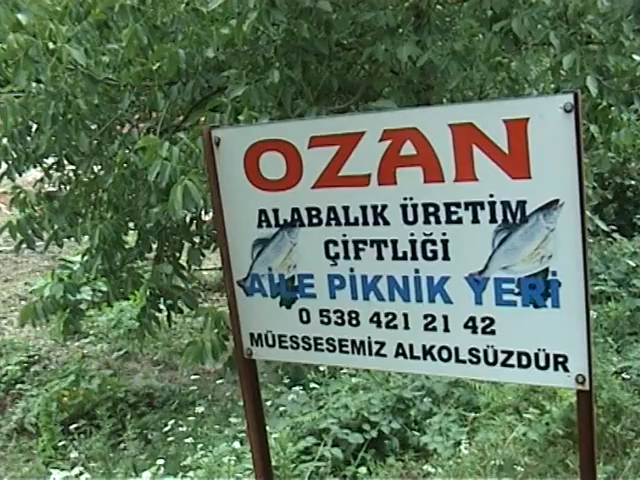 OZAN
ALABALIK ÜRETİM
ÇİFTLİĞİ
AİLE PİKNİK YERİ
0 538 421 21 42
MÜESSESEMİZ ALKOLSÜZDÜR